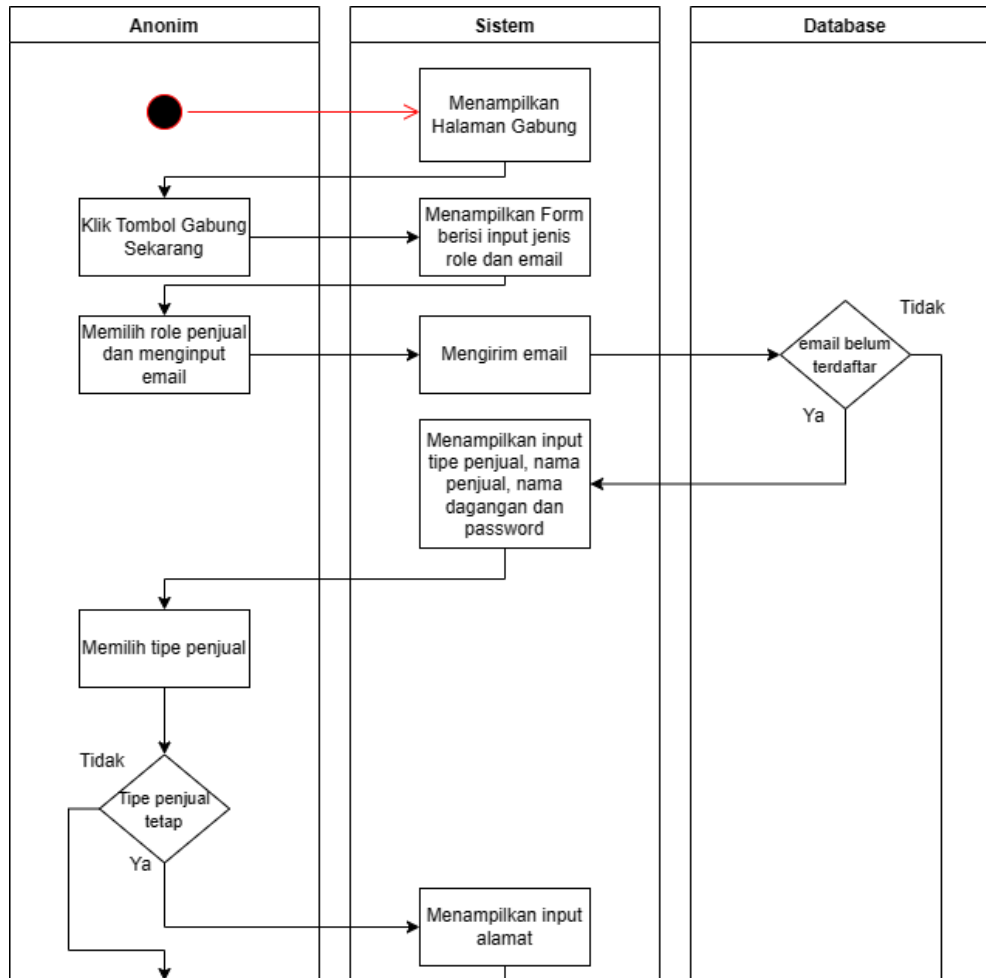 Anonim
Sistem
Database
Menampilkan
Halaman Gabung
Klik Tombol Gabung
Sekarang
Menampilkan Form
berisi input jenis
role dan email
Memilih role penjual
dan menginput
email
Mengirim email
email belum
terdaftar
Tidak
Ya
Menampilkan input
tipe penjual, nama
penjual, nama
dagangan dan
password
Memilih tipe penjual
Tidak
Tipe penjual
tetap
Ya
Menampilkan input
alamat